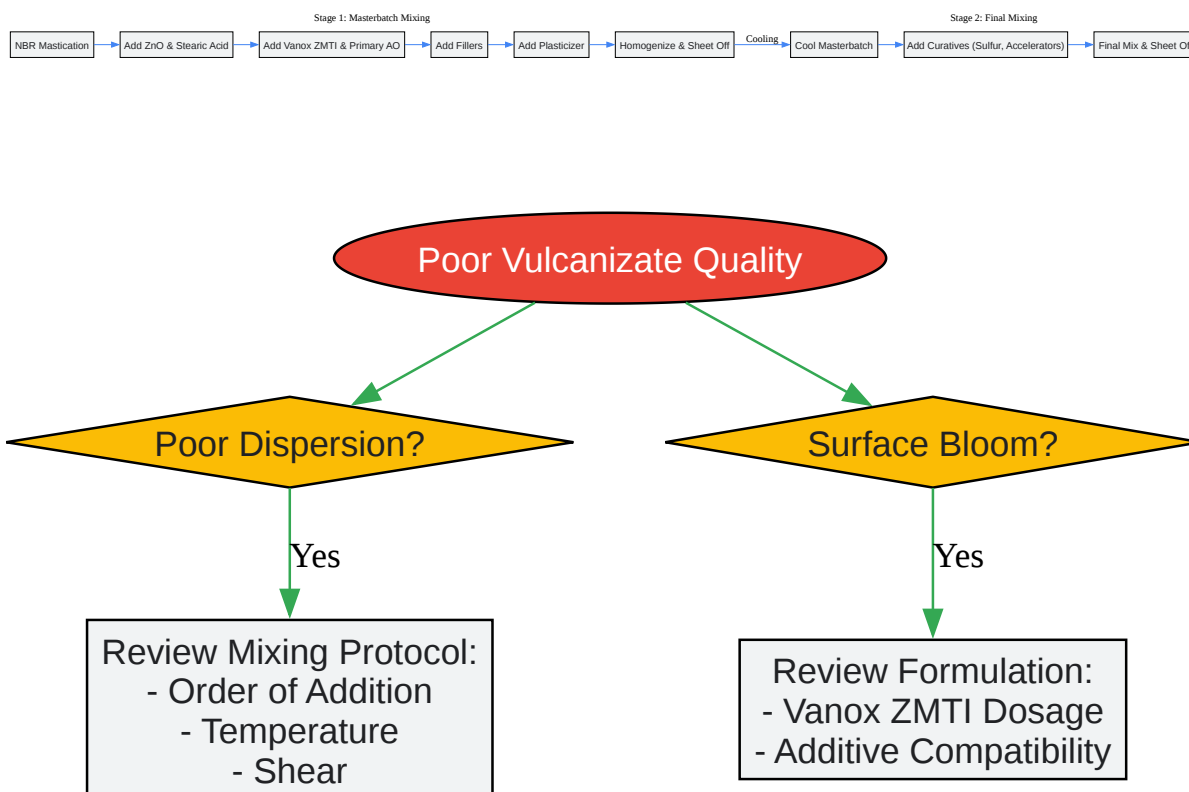 Stage 1: Masterbatch Mixing
Stage 2: Final Mixing
NBR Mastication
Add ZnO & Stearic Acid
Add Vanox ZMTI & Primary AO
Add Fillers
Add Plasticizer
Homogenize & Sheet Off
Cooling
Cool Masterbatch
Add Curatives (Sulfur, Accelerators)
Final Mix & Sheet Of
Poor Vulcanizate Quality
Poor Dispersion?
Surface Bloom?
Yes
Yes
Review Mixing Protocol:
- Order of Addition
- Temperature
- Shear
Review Formulation:
- Vanox ZMTI Dosage
- Additive Compatibility